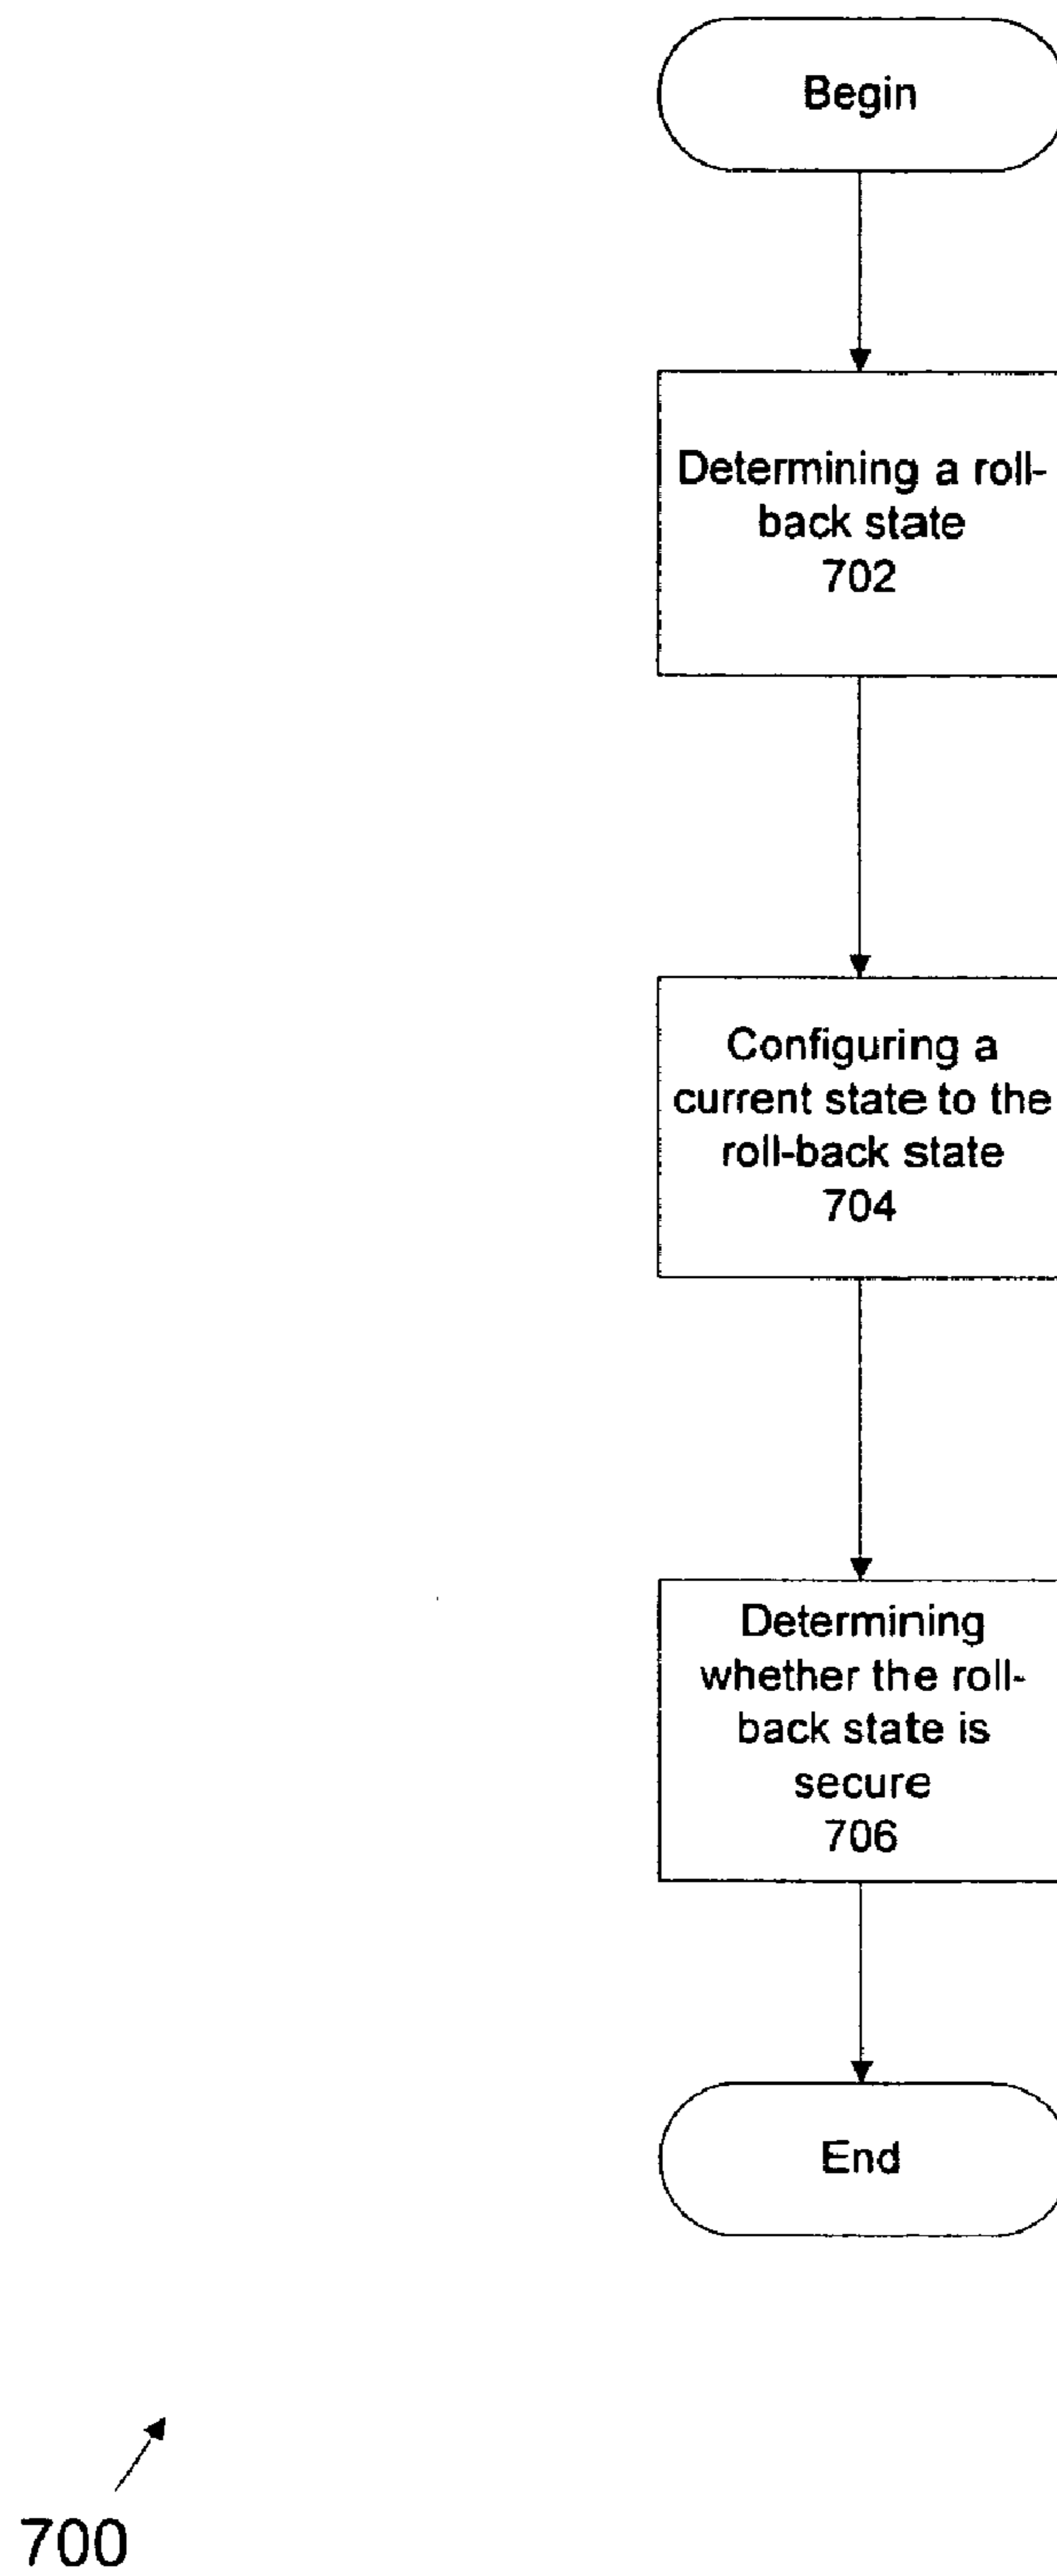 Begin
Determining a roll-
back state
702
Configuring a
current state to the
roll-back state
704
Determining
whether the roll-
back state is
secure
706
End
700